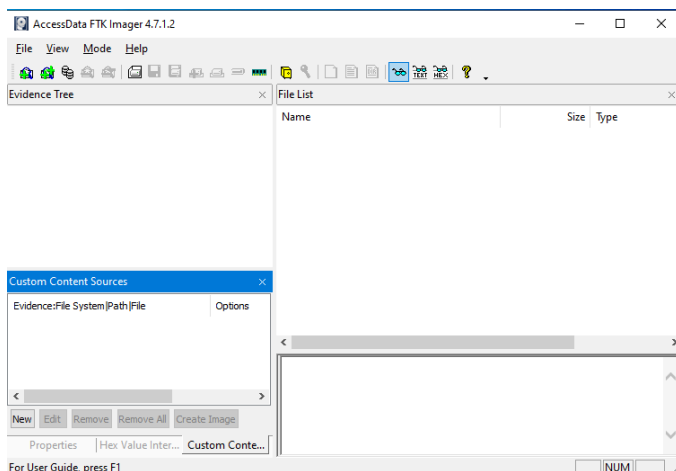 AccessData FTK Imager 4.7.1.2
File View Mode Help
TEXT HEX ?
Evidence Tree
File List
Name Size Type
Custom Content Sources
Evidence:File System|Path|File Options
New Edit Remove Remove All Create Image
Properties Hex Value Inter... Custom Conte...
For User Guide, press F1 NUM